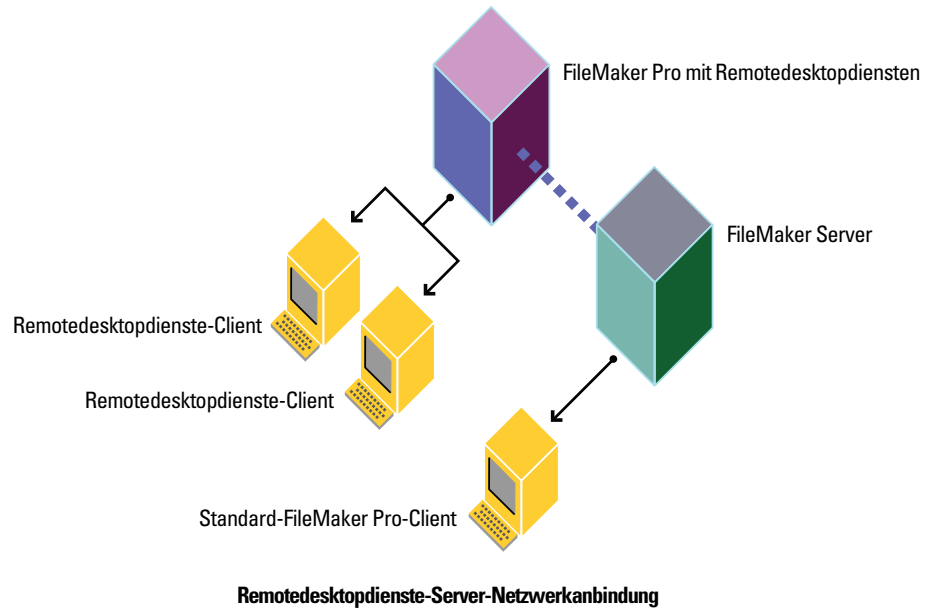 FileMaker Pro mit Remotedesktopdiensten
FileMaker Server
Remotedesktopdienste-Client
Remotedesktopdienste-Client
Standard-FileMaker Pro-Client
Remotedesktopdienste-Server-Netzwerkanbindung